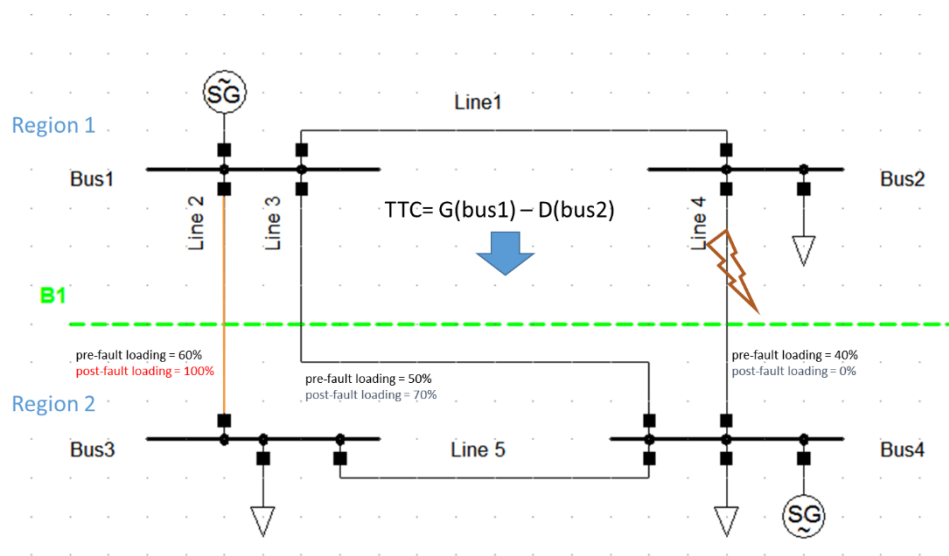 SG
Line1
Region 1
Bus1
Bus2
Line 2
Line 3
TTC= G(bus1) – D(bus2)
Line 4
B1
pre-fault loading = 60%
post-fault loading = 100%
pre-fault loading = 50%
post-fault loading = 70%
pre-fault loading = 40%
post-fault loading = 0%
Region 2
Bus3
Line 5
Bus4
SG